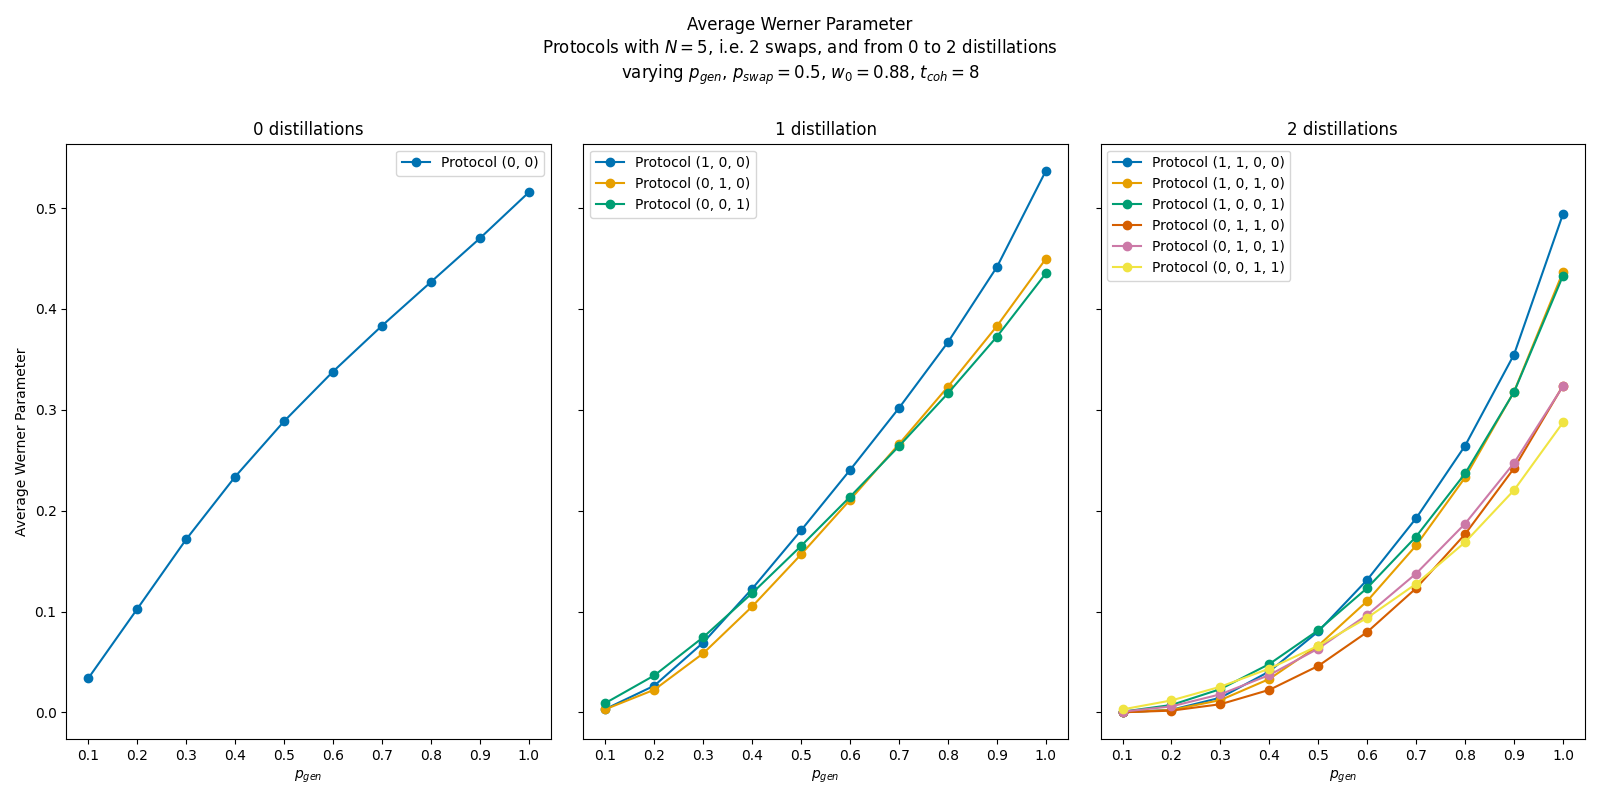 Average Werner Parameter
Protocols with N = 5, i.e. 2 swaps, and from 0 to 2 distillations
varying p_gen, p_swap = 0.5, w_0 = 0.88, t_coh = 8
0 distillations
Protocol (0, 0)
Average Werner Parameter
0.5
0.4
0.3
0.2
0.1
0.0
0.1 0.2 0.3 0.4 0.5 0.6 0.7 0.8 0.9 1.0
p_gen
1 distillation
Protocol (1, 0, 0)
Protocol (0, 1, 0)
Protocol (0, 0, 1)
0.1 0.2 0.3 0.4 0.5 0.6 0.7 0.8 0.9 1.0
p_gen
2 distillations
Protocol (1, 1, 0, 0)
Protocol (1, 0, 1, 0)
Protocol (1, 0, 0, 1)
Protocol (0, 1, 1, 0)
Protocol (0, 1, 0, 1)
Protocol (0, 0, 1, 1)
0.1 0.2 0.3 0.4 0.5 0.6 0.7 0.8 0.9 1.0
p_gen